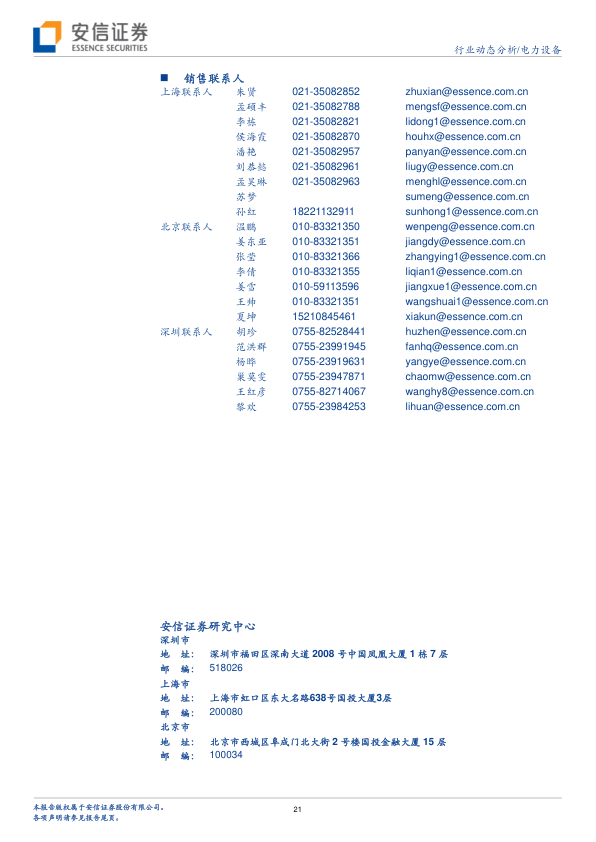 安信证券
ESSENCE SECURITIES
行业动态分析/电力设备
■ 销售联系人
上海联系人 朱贤 021-35082852 zhuxian@essence.com.cn
孟硕丰 021-35082788 mengsf@essence.com.cn
李栋 021-35082821 lidong1@essence.com.cn
侯海霞 021-35082870 houhx@essence.com.cn
潘艳 021-35082957 panyan@essence.com.cn
刘恭懿 021-35082961 liugy@essence.com.cn
孟昊琳 021-35082963 menghl@essence.com.cn
苏梦 sumeng@essence.com.cn
孙红 18221132911 sunhong1@essence.com.cn
北京联系人 温鹏 010-83321350 wenpeng@essence.com.cn
姜东亚 010-83321351 jiangdy@essence.com.cn
张莹 010-83321366 zhangying1@essence.com.cn
李倩 010-83321355 liqian1@essence.com.cn
姜雪 010-59113596 jiangxue1@essence.com.cn
王帅 010-83321351 wangshuai1@essence.com.cn
夏坤 15210845461 xiakun@essence.com.cn
深圳联系人 胡珍 0755-82528441 huzhen@essence.com.cn
范洪群 0755-23991945 fanhq@essence.com.cn
杨晔 0755-23919631 yangye@essence.com.cn
巢莫雯 0755-23947871 chaomw@essence.com.cn
王红彦 0755-82714067 wanghy8@essence.com.cn
黎欢 0755-23984253 lihuan@essence.com.cn
安信证券研究中心
深圳市
地 址： 深圳市福田区深南大道 2008 号中国凤凰大厦 1 栋 7 层
邮 编： 518026
上海市
地 址： 上海市虹口区东大名路638号国投大厦3层
邮 编： 200080
北京市
地 址： 北京市西城区阜成门北大街 2 号楼国投金融大厦 15 层
邮 编： 100034
本报告版权属于安信证券股份有限公司。
各项声明请参见报告尾页。
21